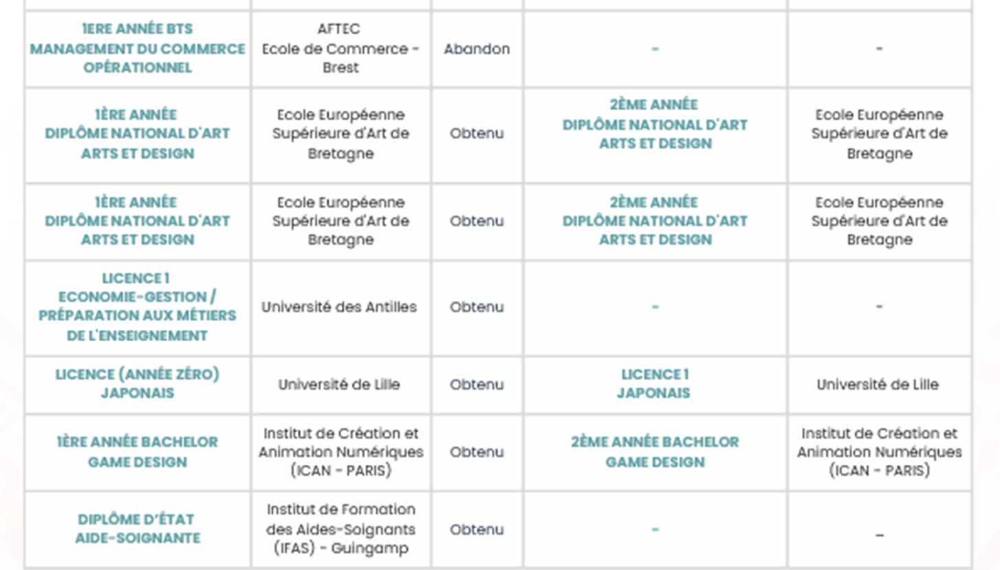 1ERE ANNÉE BTS
MANAGEMENT DU COMMERCE
OPÉRATIONNEL
AFTEC
Ecole de Commerce -
Brest
Abandon
-
-
1ÈRE ANNÉE
DIPLÔME NATIONAL D'ART
ARTS ET DESIGN
Ecole Européenne
Supérieure d'Art de
Bretagne
Obtenu
2ÈME ANNÉE
DIPLÔME NATIONAL D'ART
ARTS ET DESIGN
Ecole Européenne
Supérieure d'Art de
Bretagne
1ÈRE ANNÉE
DIPLÔME NATIONAL D'ART
ARTS ET DESIGN
Ecole Européenne
Supérieure d'Art de
Bretagne
Obtenu
2ÈME ANNÉE
DIPLÔME NATIONAL D'ART
ARTS ET DESIGN
Ecole Européenne
Supérieure d'Art de
Bretagne
LICENCE 1
ECONOMIE-GESTION /
PRÉPARATION AUX MÉTIERS
DE L'ENSEIGNEMENT
Université des Antilles
Obtenu
-
-
LICENCE (ANNÉE ZÉRO)
JAPONAIS
Université de Lille
Obtenu
LICENCE 1
JAPONAIS
Université de Lille
1ÈRE ANNÉE BACHELOR
GAME DESIGN
Institut de Création et
Animation Numériques
(ICAN - PARIS)
Obtenu
2ÈME ANNÉE BACHELOR
GAME DESIGN
Institut de Création et
Animation Numériques
(ICAN - PARIS)
DIPLÔME D’ÉTAT
AIDE-SOIGNANTE
Institut de Formation
des Aides-Soignants
(IFAS) - Guingamp
Obtenu
-
_